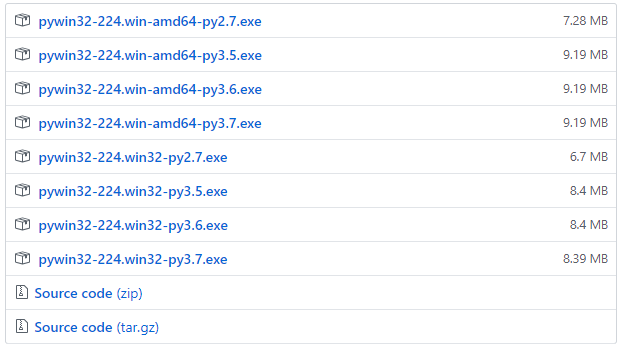 pywin32-224.win-amd64-py2.7.exe 7.28 MB
pywin32-224.win-amd64-py3.5.exe 9.19 MB
pywin32-224.win-amd64-py3.6.exe 9.19 MB
pywin32-224.win-amd64-py3.7.exe 9.19 MB
pywin32-224.win32-py2.7.exe 6.7 MB
pywin32-224.win32-py3.5.exe 8.4 MB
pywin32-224.win32-py3.6.exe 8.4 MB
pywin32-224.win32-py3.7.exe 8.39 MB
Source code (zip)
Source code (tar.gz)